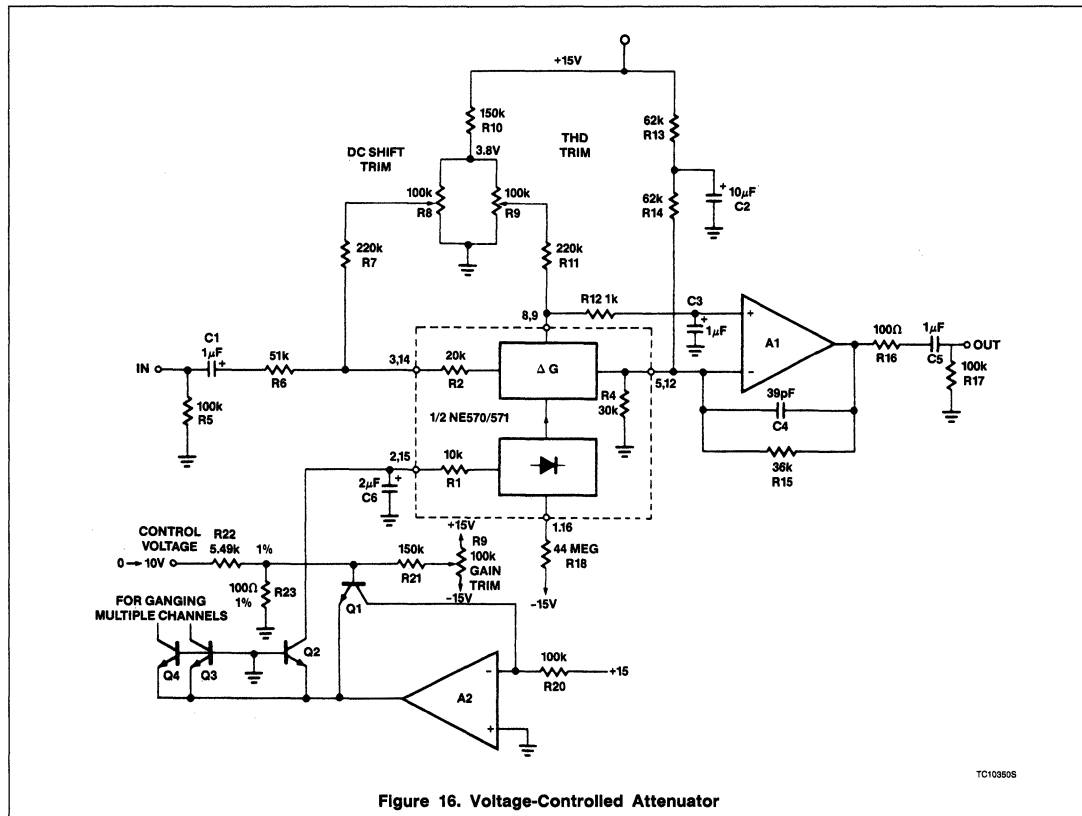 +15V
150k
R10
62k
R13
DC SHIFT
TRIM
3.8V
THD
TRIM
100k
R8
100k
R9
62k
R14
+
10µF
C2
220k
R7
220k
R11
8,9
R12 1k
C3
+
1µF
+
A1
−
100Ω
R16
1µF
C5
OUT
100k
R17
IN
C1
1µF
+
51k
R6
3,14
20k
R2
Δ G
R4
30k
5,12
39pF
C4
36k
R15
100k
R5
1/2 NE570/571
2,15
10k
R1
2µF
C6
+
1.16
44 MEG
R18
−15V
+15V
R9
100k
GAIN
TRIM
−15V
CONTROL
VOLTAGE
R22
5.49k
1%
150k
R21
0 → 10V
100Ω
1%
R23
FOR GANGING
MULTIPLE CHANNELS
Q1
Q4
Q3
Q2
A2
−
+
100k
R20
+15
TC10350S
Figure 16. Voltage-Controlled Attenuator